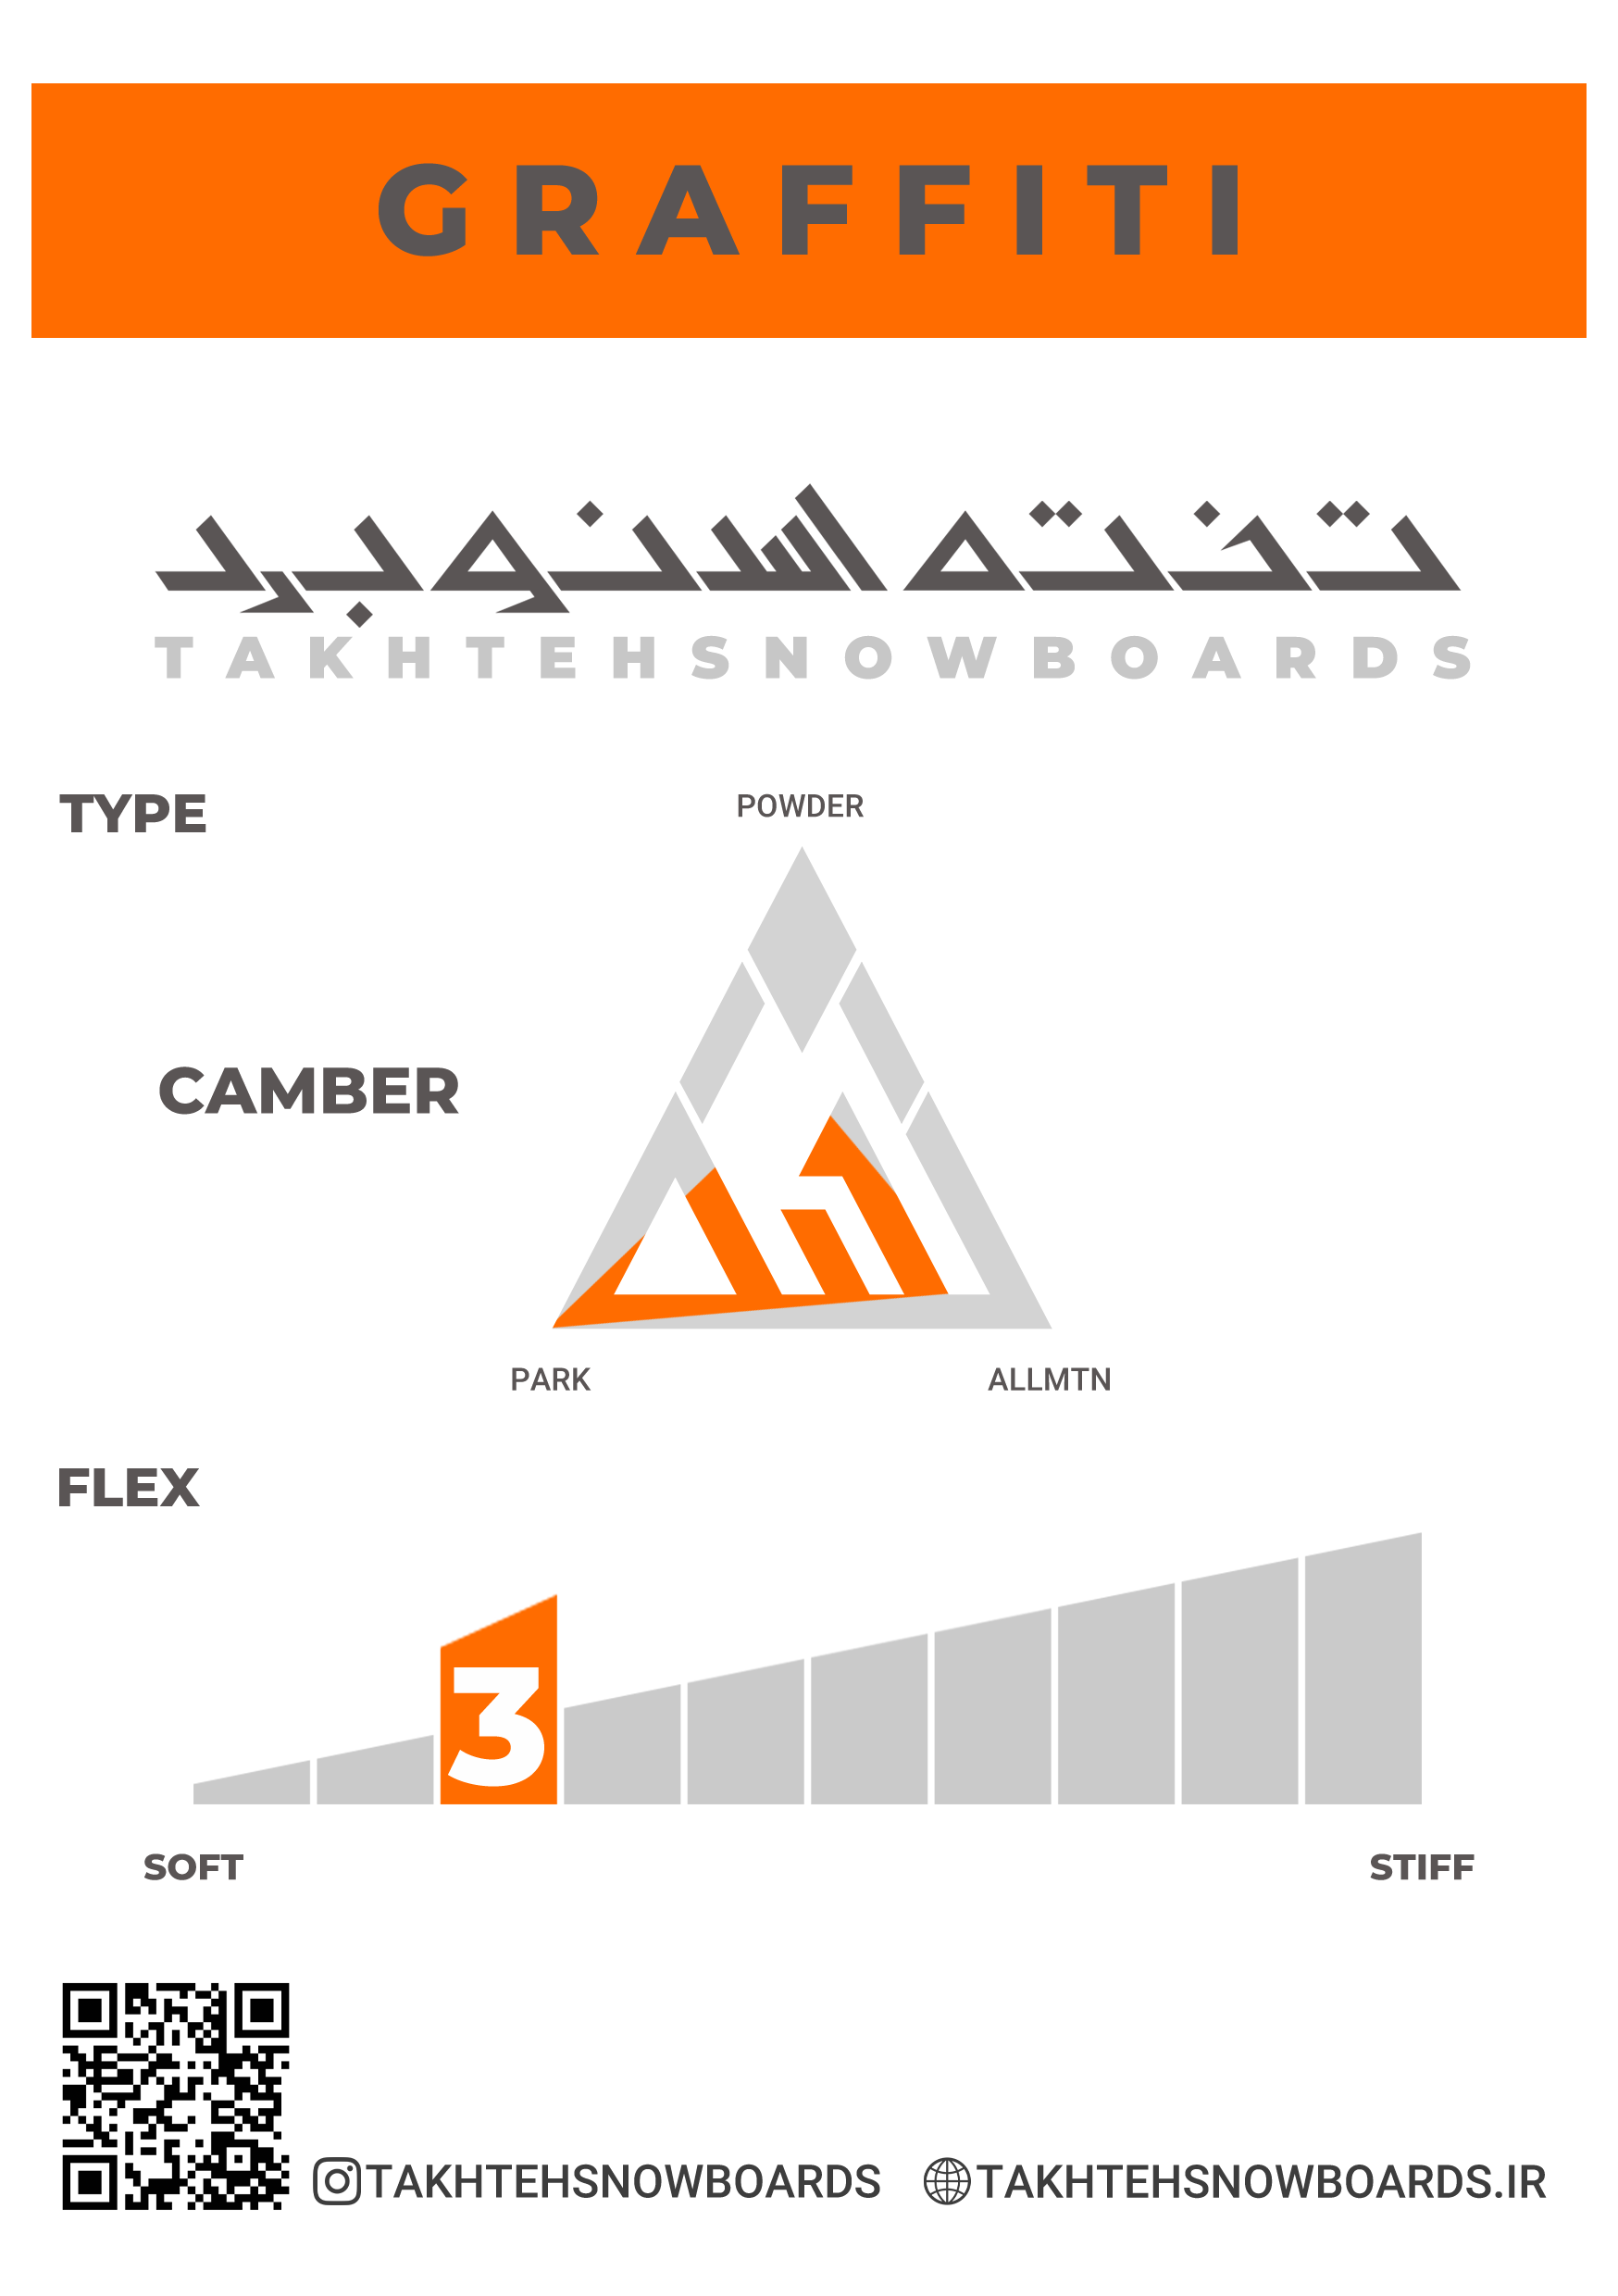 GRAFFITI
تخته اسنوبرد
TAKHTEHSNOWBOARDS
TYPE
POWDER
CAMBER
PARK
ALLMTN
FLEX
3
SOFT
STIFF
TAKHTEHSNOWBOARDS
TAKHTEHSNOWBOARDS.IR